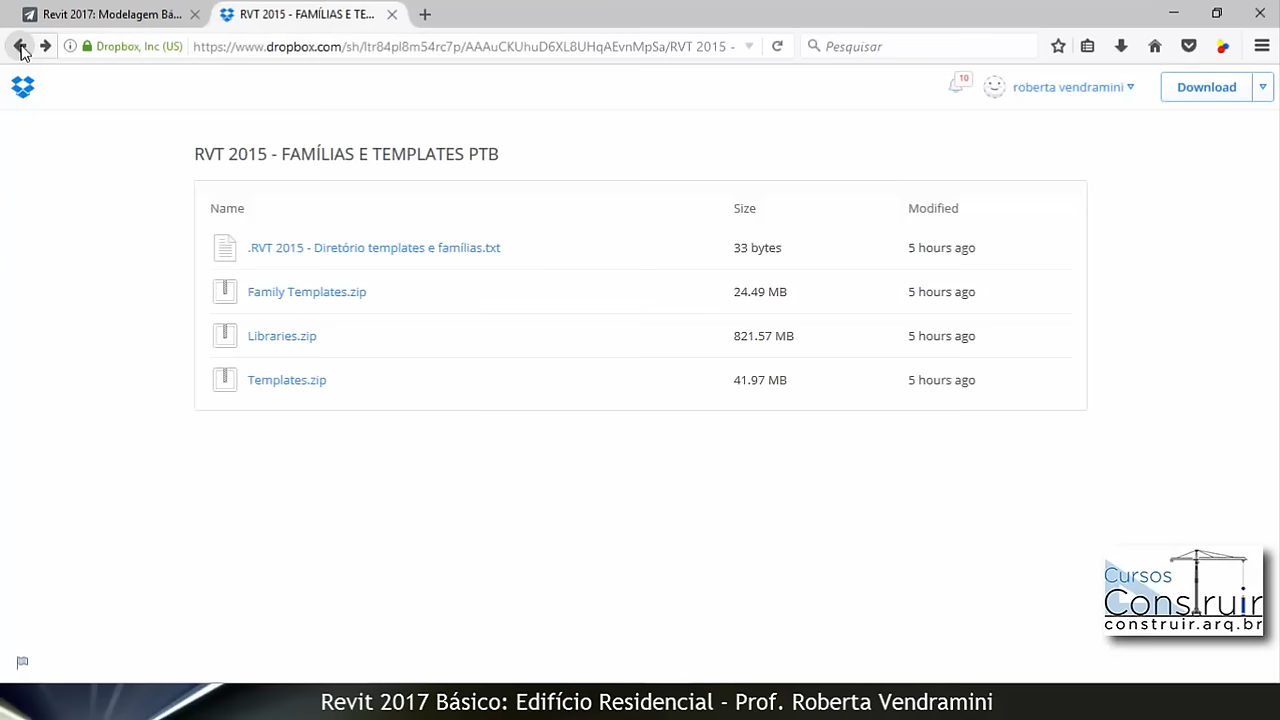 Revit 2017: Modelagem Bá...
RVT 2015 - FAMÍLIAS E TE...
Dropbox, Inc (US)
https://www.dropbox.com/sh/ltr84pl8m54rc7p/AAAuCKUhuD6XL8UHqAEvnMpSa/RVT 2015 -
Pesquisar
10
roberta vendramini
Download
RVT 2015 - FAMÍLIAS E TEMPLATES PTB
Name Size Modified
.RVT 2015 - Diretório templates e famílias.txt 33 bytes 5 hours ago
Family Templates.zip 24.49 MB 5 hours ago
Libraries.zip 821.57 MB 5 hours ago
Templates.zip 41.97 MB 5 hours ago
Cursos
Construir
construir.arq.br
Revit 2017 Básico: Edifício Residencial - Prof. Roberta Vendramini